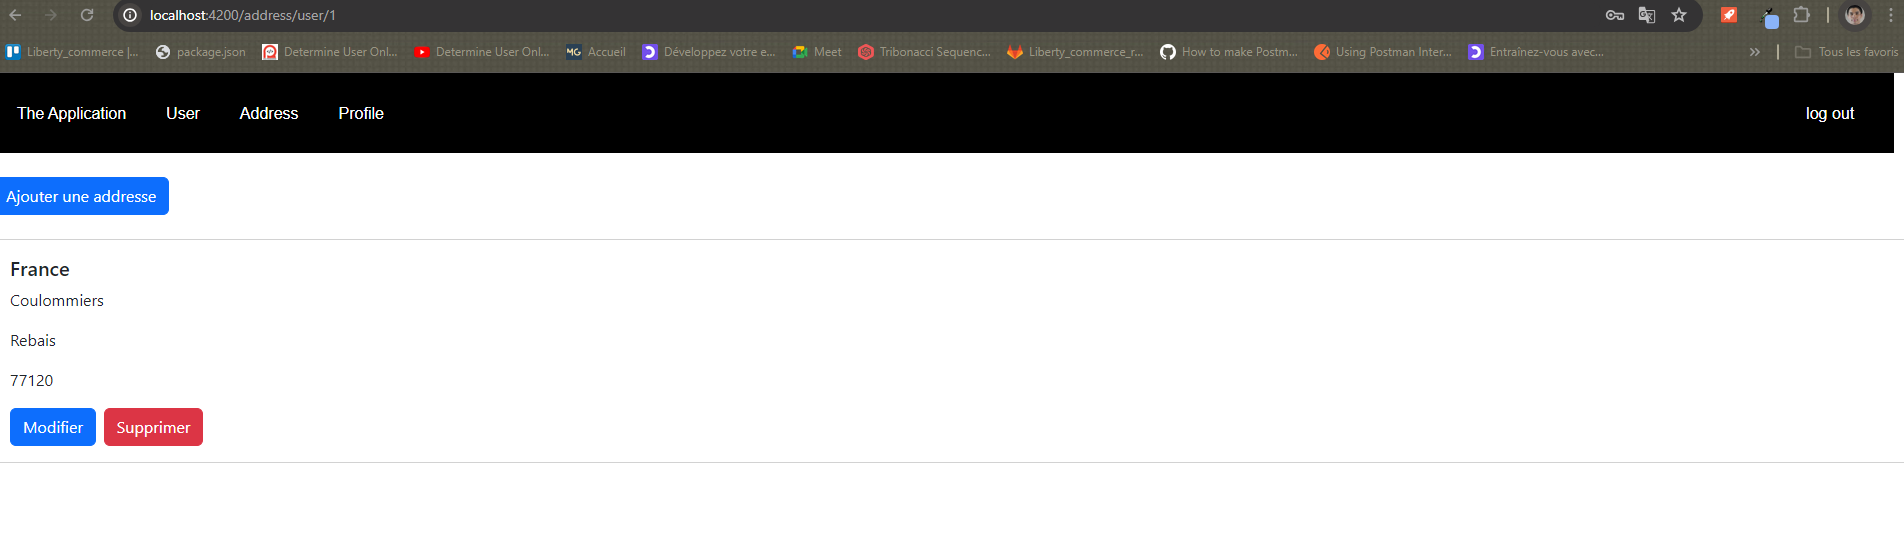 localhost:4200/address/user/1
Liberty_commerce |... package.json Determine User Onl... Determine User Onl... Accueil Développez votre e... Meet Tribonacci Sequenc... Liberty_commerce_r... How to make Postm... Using Postman Inter... Entraînez-vous avec... » Tous les favoris
The Application User Address Profile log out
Ajouter une addresse
France
Coulommiers
Rebais
77120
Modifier Supprimer